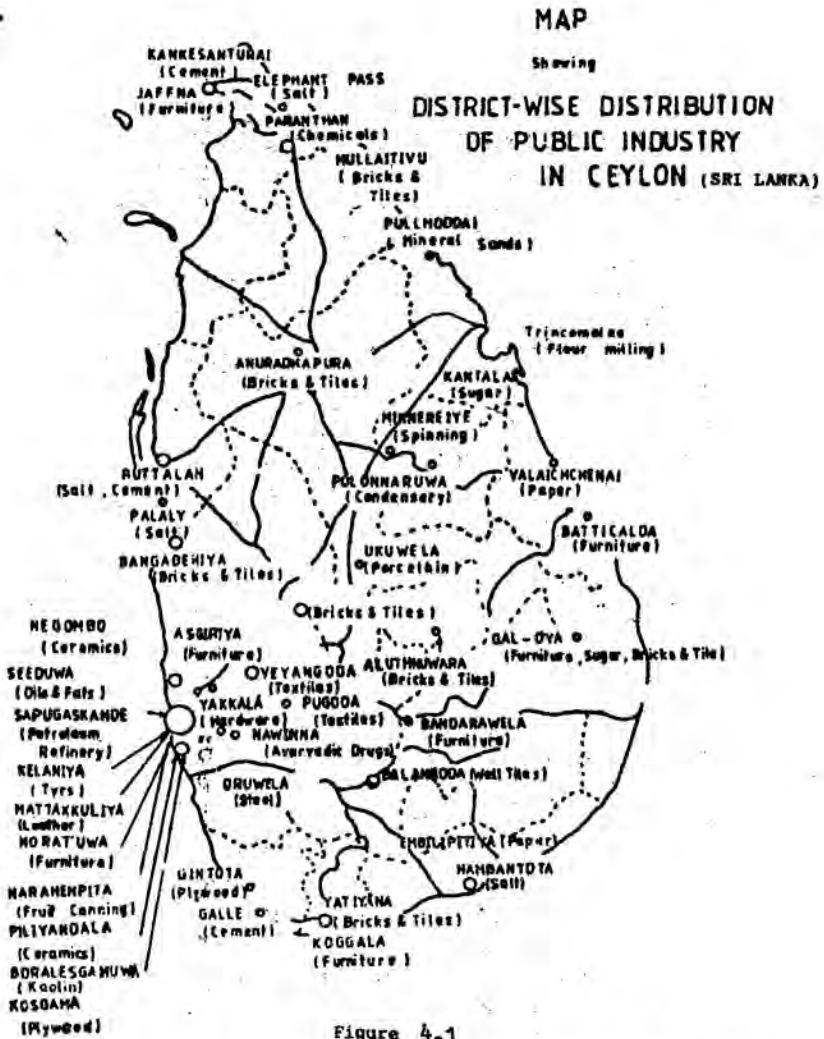 MAP
Showing
DISTRICT-WISE DISTRIBUTION
OF PUBLIC INDUSTRY
IN CEYLON (SRI LANKA)
KANKESANTURAI
(Cement)
ELEPHANT PASS
(Salt)
JAFFNA
(Furniture)
PARANTHAN
(Chemicals)
MULLAITIVU
(Bricks &
Tiles)
PULLMODDAI
(Mineral Sands)
Trincomalee
(Flour milling)
ANURADHAPURA
(Bricks & Tiles)
KANTALAI
(Sugar)
MINNEREIYE
(Spinning)
PUTTALAM
(Salt, Cement)
POLONNARUWA
(Condensary)
VALAICHCHENAI
(Paper)
PALALY
(Salt)
BATTICALOA
(Furniture)
BANGADENIYA
(Bricks & Tiles)
UKUWELA
(Porcelain)
(Bricks & Tiles)
NEGOMBO
(Ceramics)
ASGIRIYA
(Furniture)
GAL-OYA
(Furniture, Sugar, Bricks & Tile)
SEEDUWA
(Oils & Fats)
VEYANGODA
(Textiles)
ALUTHNUWARA
(Bricks & Tiles)
SAPUGASKANDE
(Petroleum
Refinery)
YAKKALA
(Hardware)
PUGODA
(Textiles)
BANDARAWELA
(Furniture)
NAWINNA
(Ayurvedic Drugs)
KELANIYA
(Tyrs)
ORUWELA
(Steel)
BALANGODA (Wall Tiles)
MATTAKKULIYA
(Leather)
MORATUWA
(Furniture)
EMBILIPITIYA (Paper)
HAMBANTOTA
(Salt)
NARAHENPITA
(Fruit Canning)
GINTOTA
(Plywood)
GALLE
(Cement)
YATIYANA
(Bricks & Tiles)
KOGGALA
(Furniture)
PILIYANDALA
(Ceramics)
BORALESGAMUWA
(Kaolin)
KOSGAMA
(Plywood)
Figure 4.1